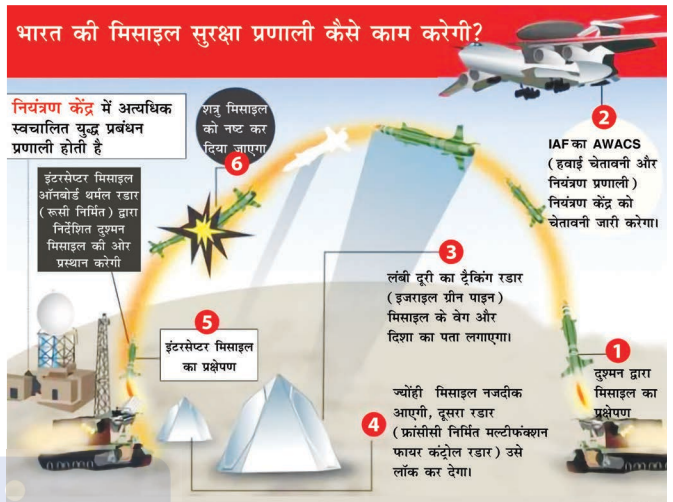 भारत की मिसाइल सुरक्षा प्रणाली कैसे काम करेगी?
नियंत्रण केंद्र में अत्यधिक
स्वचालित युद्ध प्रबंधन
प्रणाली होती है
शत्रु मिसाइल
को नष्ट कर
दिया जाएगा
6
2
IAF का AWACS
(हवाई चेतावनी और
नियंत्रण प्रणाली)
नियंत्रण केंद्र को
चेतावनी जारी करेगा।
इंटरसेप्टर मिसाइल
ऑनबोर्ड थर्मल रडार
(रूसी निर्मित) द्वारा
निर्देशित दुश्मन
मिसाइल की ओर
प्रस्थान करेगी
3
लंबी दूरी का ट्रैकिंग रडार
(इजराइल ग्रीन पाइन)
मिसाइल के वेग और
दिशा का पता लगाएगा।
5
इंटरसेप्टर मिसाइल
का प्रक्षेपण
1
दुश्मन द्वारा
मिसाइल का
प्रक्षेपण
4
ज्योंही मिसाइल नजदीक
आएगी, दूसरा रडार
(फ्रांसीसी निर्मित मल्टीफंक्शन
फायर कंट्रोल रडार) उसे
लॉक कर देगा।